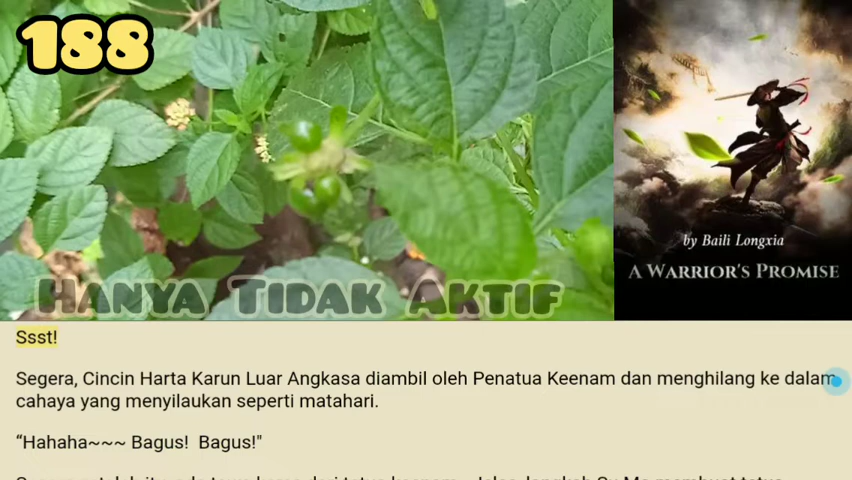 188
by Baili Longxia
A Warrior's Promise
Hanya Tidak Aktif
Ssst!
Segera, Cincin Harta Karun Luar Angkasa diambil oleh Penatua Keenam dan menghilang ke dalam
cahaya yang menyilaukan seperti matahari.
“Hahaha~~~ Bagus!  Bagus!"